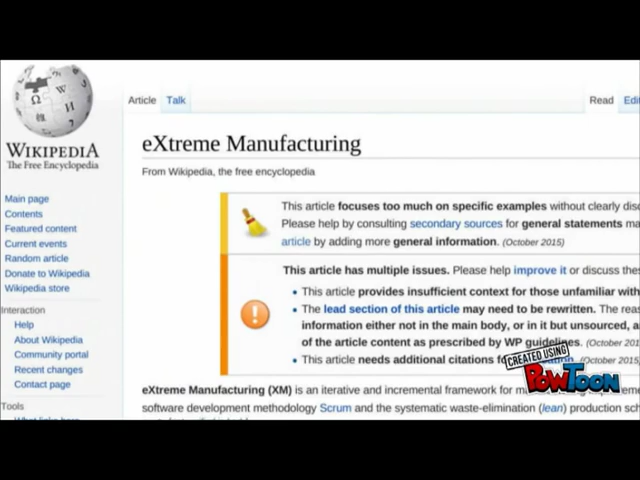 Ω W И
WIKIPEDIA
The Free Encyclopedia
Main page
Contents
Featured content
Current events
Random article
Donate to Wikipedia
Wikipedia store
Interaction
Help
About Wikipedia
Community portal
Recent changes
Contact page
Tools
What links here
Article Talk
Read
eXtreme Manufacturing
From Wikipedia, the free encyclopedia
This article focuses too much on specific examples without clearly
Please help by consulting secondary sources for general statements
article by adding more general information. (October 2015)
This article has multiple issues. Please help improve it or discuss these
• This article provides insufficient context for those unfamiliar with
• The lead section of this article may need to be rewritten. The
information either not in the main body, or in it but unsourced,
of the article content as prescribed by WP guidelines. (October
• This article needs additional citations (October 2015)
eXtreme Manufacturing (XM) is an iterative and incremental framework for
software development methodology Scrum and the systematic waste-elimination (lean) production
CREATED USING
POWTOON